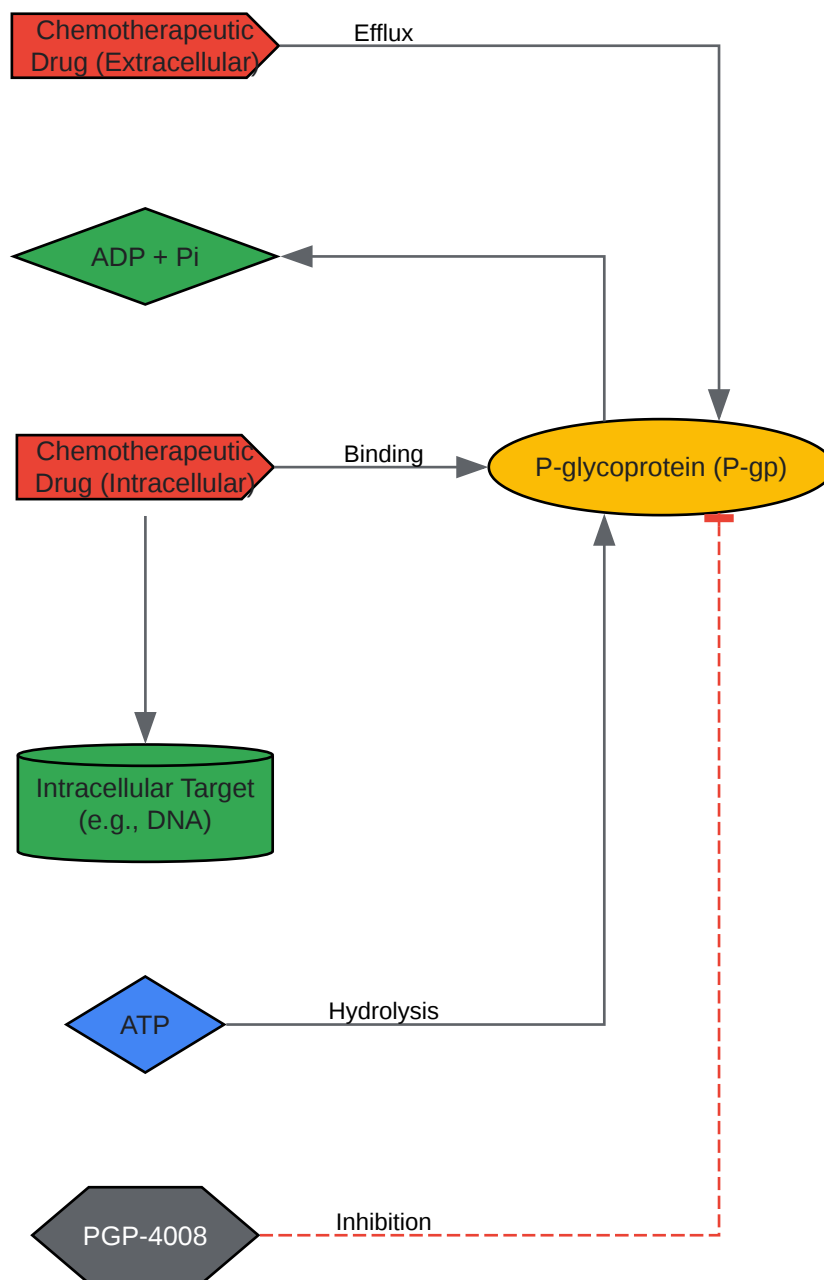 Chemotherapeutic
Drug (Extracellular)
Efflux
ADP + Pi
Chemotherapeutic
Drug (Intracellular)
Binding
P-glycoprotein (P-gp)
Intracellular Target
(e.g., DNA)
ATP
Hydrolysis
PGP-4008
Inhibition